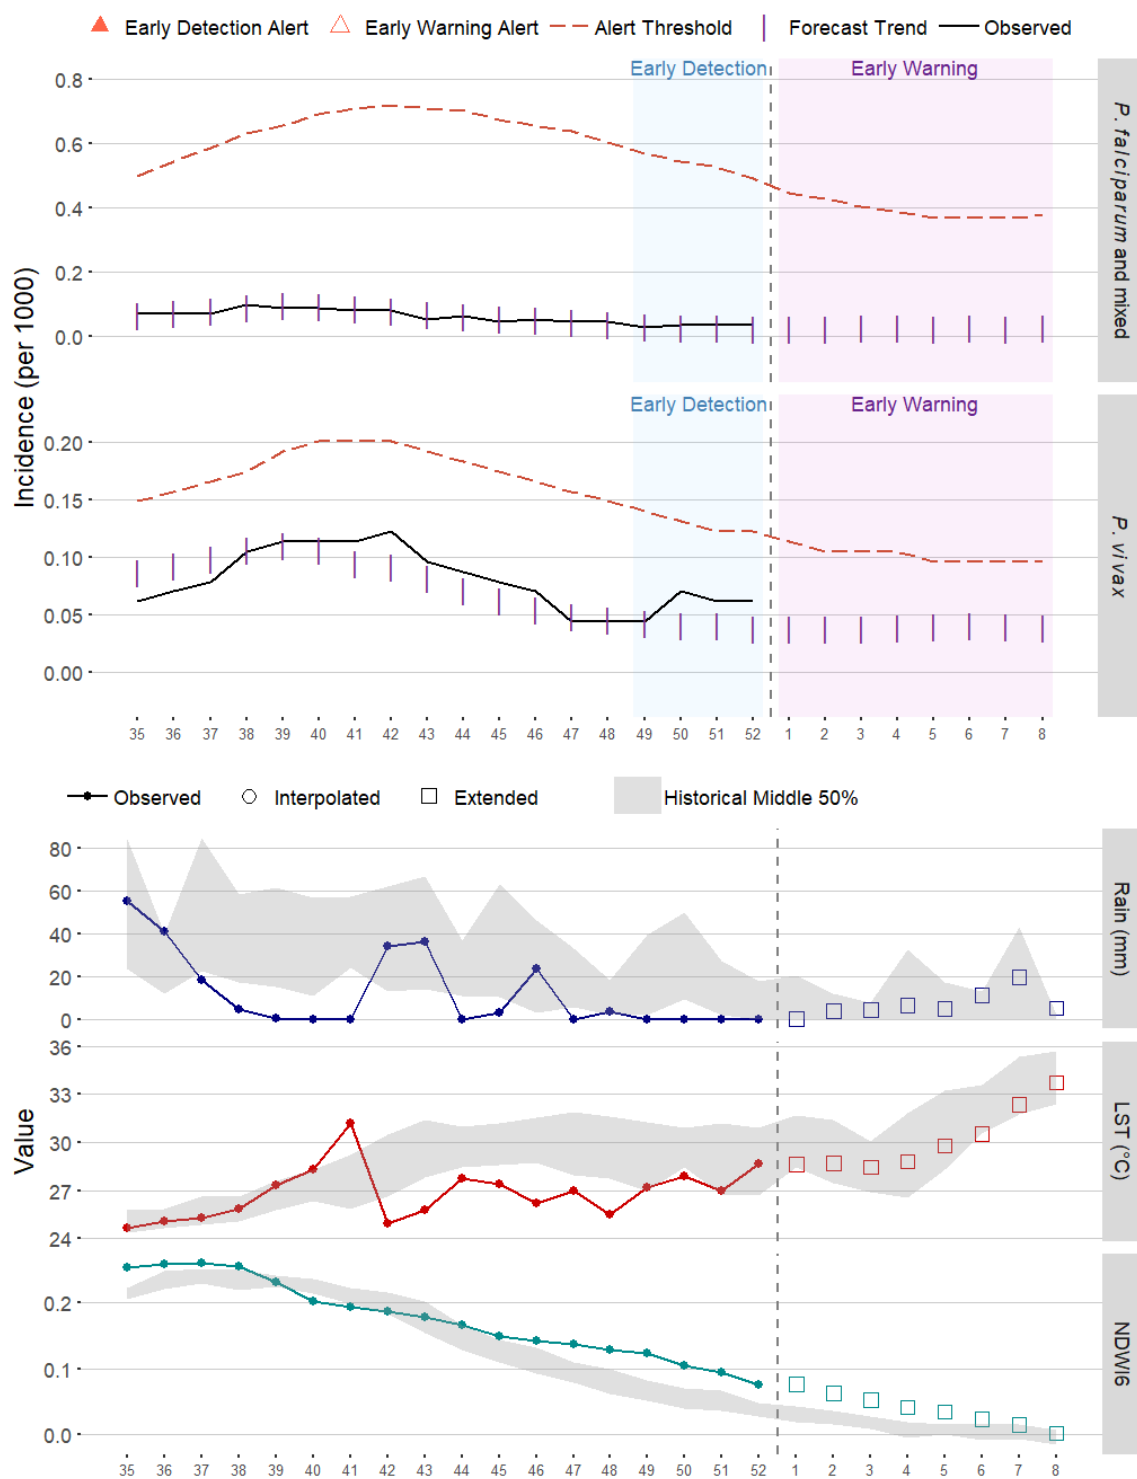 Early Detection Alert Early Warning Alert Alert Threshold Forecast Trend Observed
Early Detection Early Warning
0.8
0.6
0.4
0.2
0.0
P. falciparum and mixed
Early Detection Early Warning
0.20
0.15
0.10
0.05
0.00
P. vivax
Incidence (per 1000)
35 36 37 38 39 40 41 42 43 44 45 46 47 48 49 50 51 52 1 2 3 4 5 6 7 8
Observed Interpolated Extended Historical Middle 50%
80
60
40
20
0
Rain (mm)
36
33
30
27
24
LST (°C)
0.2
0.1
0.0
NDWI6
Value
35 36 37 38 39 40 41 42 43 44 45 46 47 48 49 50 51 52 1 2 3 4 5 6 7 8